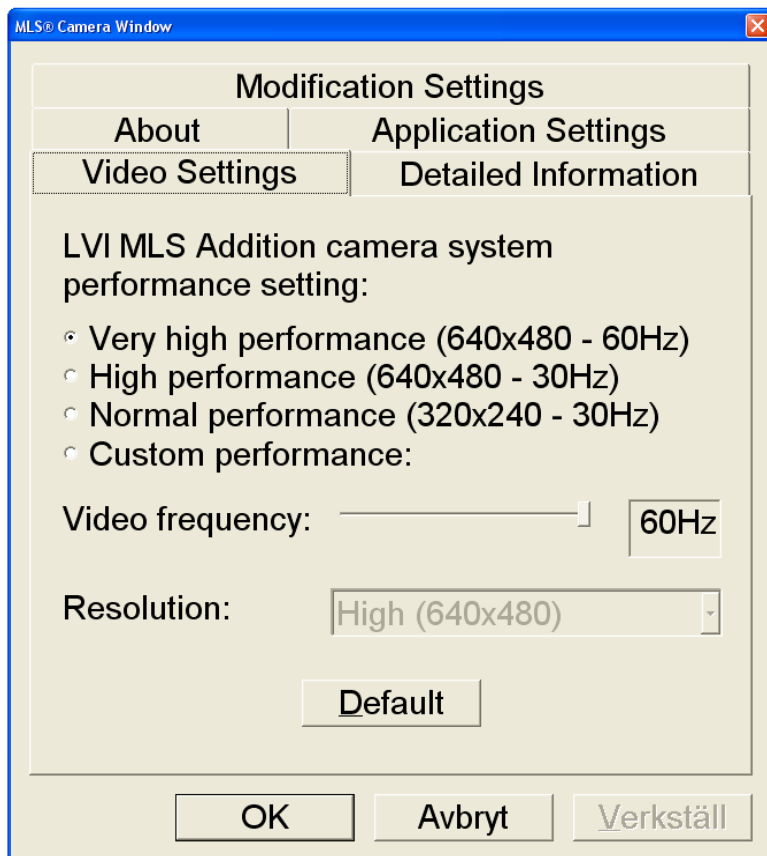 MLS® Camera Window
Modification Settings
About
Application Settings
Video Settings
Detailed Information
LVI MLS Addition camera system
performance setting:
Very high performance (640x480 - 60Hz)
High performance (640x480 - 30Hz)
Normal performance (320x240 - 30Hz)
Custom performance:
Video frequency:
60Hz
Resolution:
High (640x480)
Default
OK
Avbryt
Verkställ